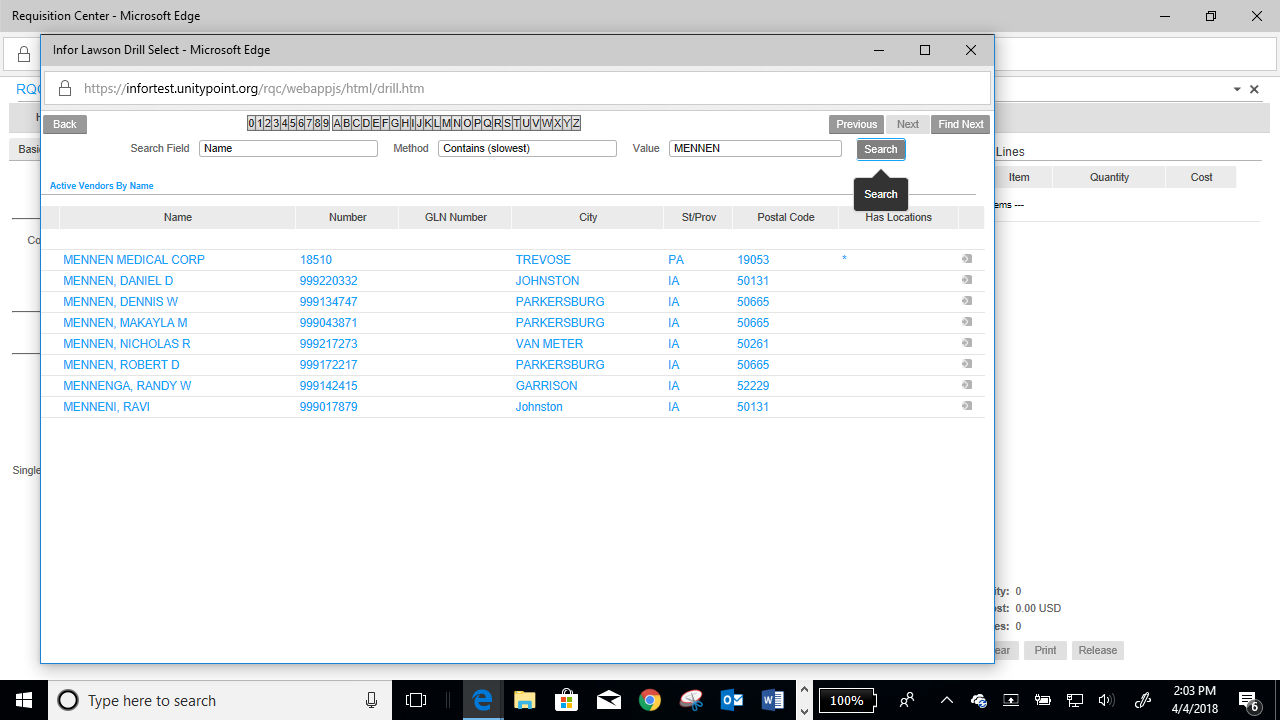 Requisition Center - Microsoft Edge
Infor Lawson Drill Select - Microsoft Edge
https://infortest.unitypoint.org/rqc/webappjs/html/drill.htm
RQC
Back 0 1 2 3 4 5 6 7 8 9 A B C D E F G H I J K L M N O P Q R S T U V W X Y Z Previous Next Find Next
Search Field Name Method Contains (slowest) Value MENNEN Search
Basi
Lines
Search
Active Vendors By Name
Item Quantity Cost
ems ---
Name Number GLN Number City St/Prov Postal Code Has Locations
Co
MENNEN MEDICAL CORP 18510 TREVOSE PA 19053 *
MENNEN, DANIEL D 999220332 JOHNSTON IA 50131
MENNEN, DENNIS W 999134747 PARKERSBURG IA 50665
MENNEN, MAKAYLA M 999043871 PARKERSBURG IA 50665
MENNEN, NICHOLAS R 999217273 VAN METER IA 50261
MENNEN, ROBERT D 999172217 PARKERSBURG IA 50665
MENNENGA, RANDY W 999142415 GARRISON IA 52229
MENNENI, RAVI 999017879 Johnston IA 50131
Single
ity: 0
ost: 0.00 USD
es: 0
ear Print Release
Type here to search
100%
2:03 PM
4/4/2018
6